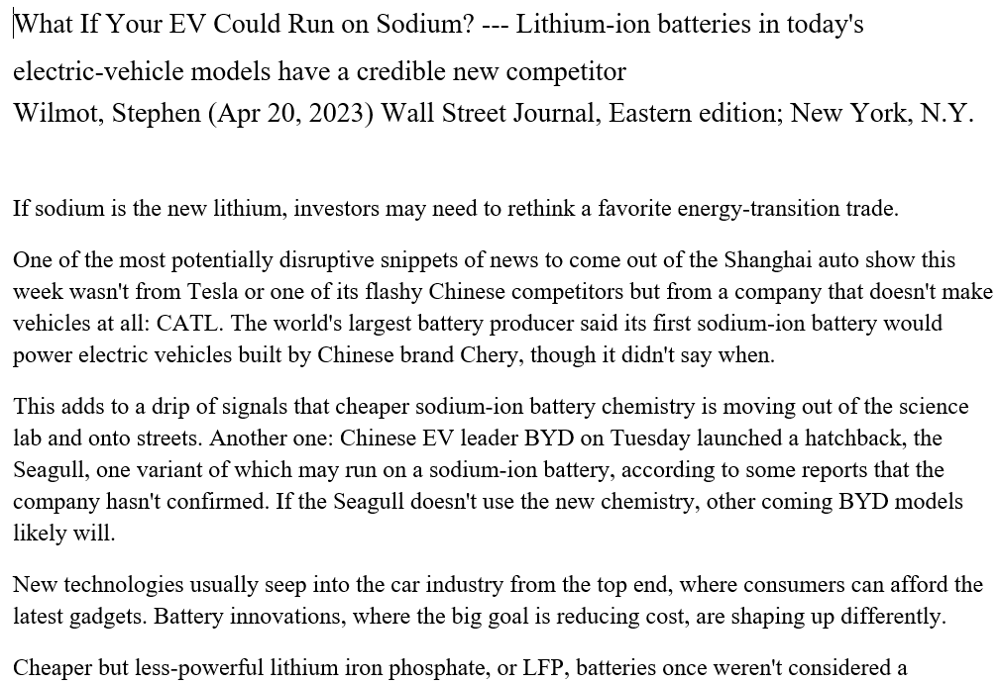 What If Your EV Could Run on Sodium? --- Lithium-ion batteries in today's
electric-vehicle models have a credible new competitor
Wilmot, Stephen (Apr 20, 2023) Wall Street Journal, Eastern edition; New York, N.Y.
If sodium is the new lithium, investors may need to rethink a favorite energy-transition trade.
One of the most potentially disruptive snippets of news to come out of the Shanghai auto show this
week wasn't from Tesla or one of its flashy Chinese competitors but from a company that doesn't make
vehicles at all: CATL. The world's largest battery producer said its first sodium-ion battery would
power electric vehicles built by Chinese brand Chery, though it didn't say when.
This adds to a drip of signals that cheaper sodium-ion battery chemistry is moving out of the science
lab and onto streets. Another one: Chinese EV leader BYD on Tuesday launched a hatchback, the
Seagull, one variant of which may run on a sodium-ion battery, according to some reports that the
company hasn't confirmed. If the Seagull doesn't use the new chemistry, other coming BYD models
likely will.
New technologies usually seep into the car industry from the top end, where consumers can afford the
latest gadgets. Battery innovations, where the big goal is reducing cost, are shaping up differently.
Cheaper but less-powerful lithium iron phosphate, or LFP, batteries once weren't considered a